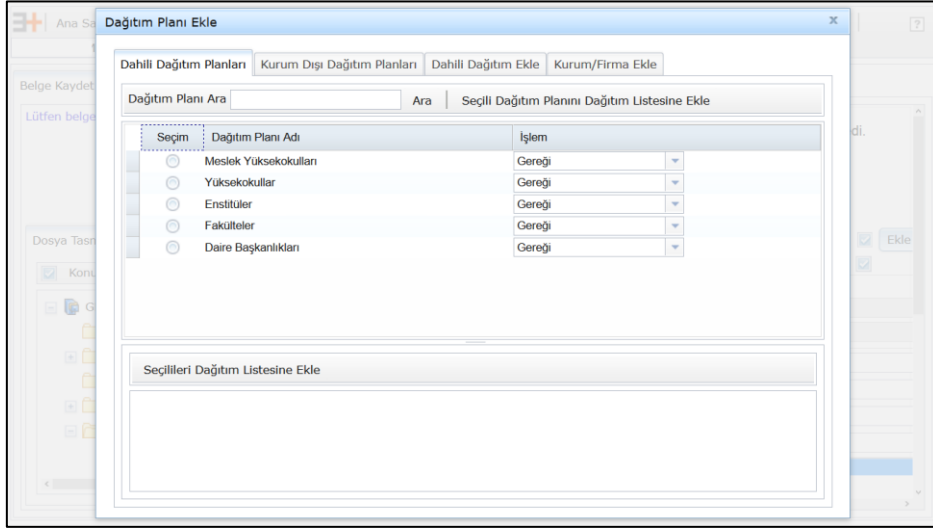 Ana Sa
Dağıtım Planı Ekle
x
?
Belge Kaydet
Dahili Dağıtım Planları
Kurum Dışı Dağıtım Planları
Dahili Dağıtım Ekle
Kurum/Firma Ekle
Dağıtım Planı Ara
Ara
Seçili Dağıtım Planını Dağıtım Listesine Ekle
Lütfen belge
di.
Seçim
Dağıtım Planı Adı
İşlem
Meslek Yüksekokulları
Gereği
Yüksekokullar
Gereği
Enstitüler
Gereği
Fakülteler
Gereği
Daire Başkanlıkları
Gereği
Dosya Tasn
Ekle
Konu
G
Seçilileri Dağıtım Listesine Ekle